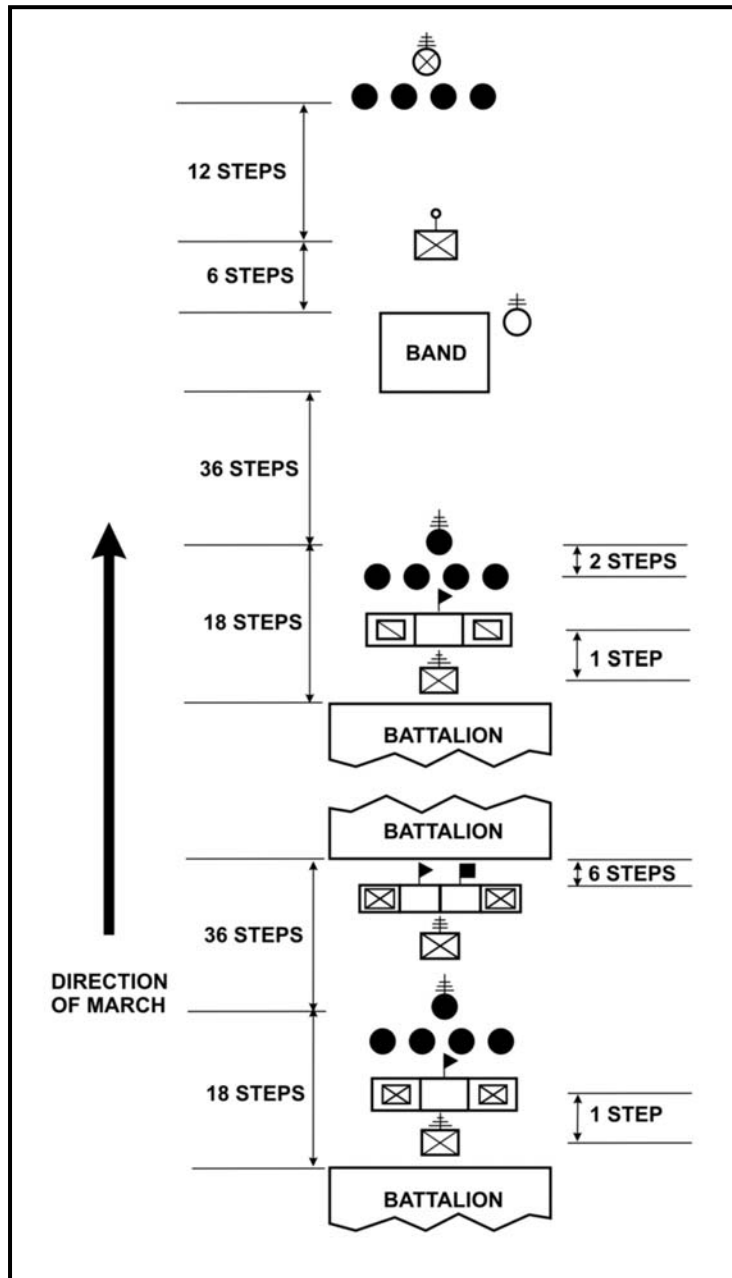 12 STEPS
6 STEPS
BAND
36 STEPS
2 STEPS
18 STEPS
1 STEP
BATTALION
BATTALION
6 STEPS
36 STEPS
DIRECTION
OF MARCH
18 STEPS
1 STEP
BATTALION